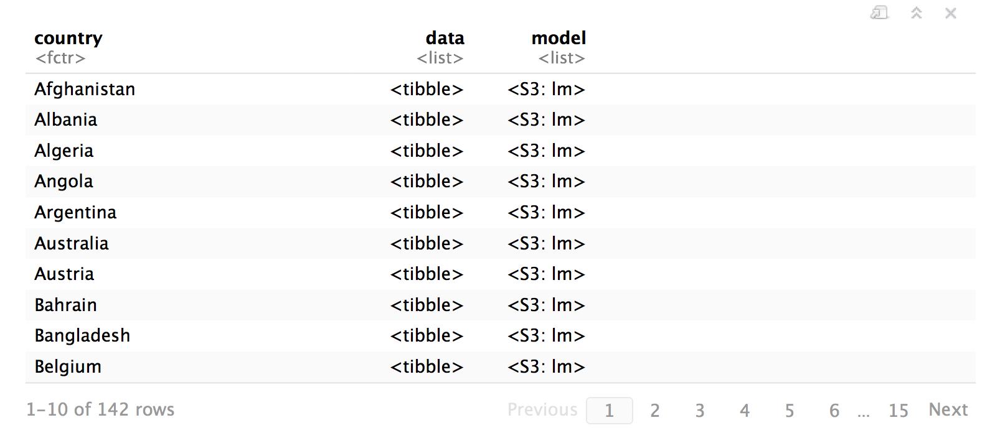 country data model
<fctr> <list> <list>
Afghanistan <tibble> <S3: lm>
Albania <tibble> <S3: lm>
Algeria <tibble> <S3: lm>
Angola <tibble> <S3: lm>
Argentina <tibble> <S3: lm>
Australia <tibble> <S3: lm>
Austria <tibble> <S3: lm>
Bahrain <tibble> <S3: lm>
Bangladesh <tibble> <S3: lm>
Belgium <tibble> <S3: lm>
1-10 of 142 rows Previous 1 2 3 4 5 6 ... 15 Next